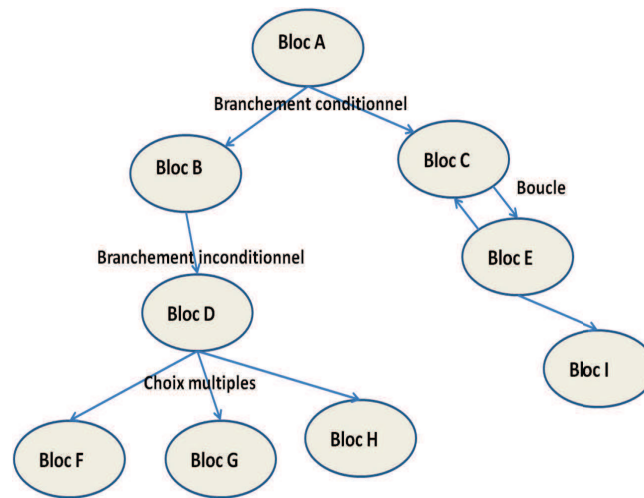 Bloc A
Branchement conditionnel
Bloc B
Bloc C
Boucle
Branchement inconditionnel
Bloc E
Bloc D
Bloc I
Choix multiples
Bloc F
Bloc G
Bloc H